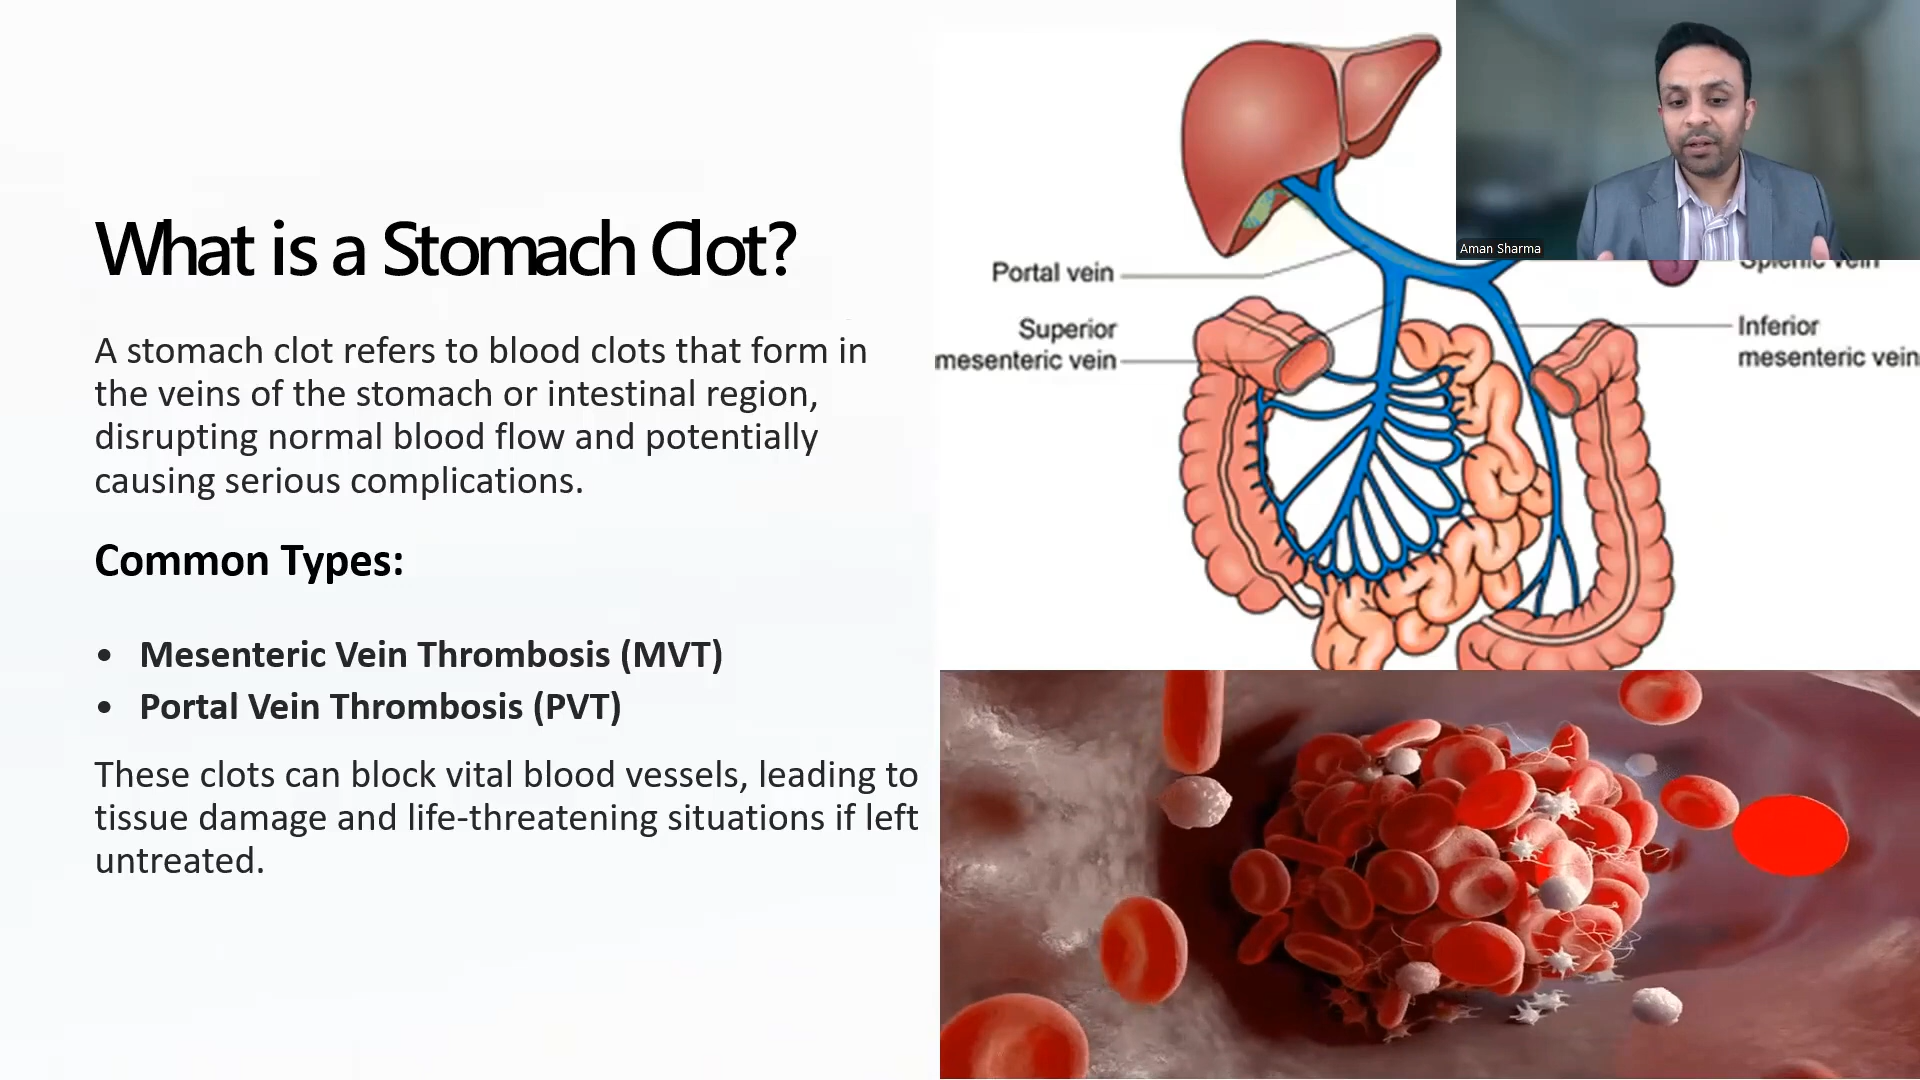 What is a Stomach Clot?
A stomach clot refers to blood clots that form in
the veins of the stomach or intestinal region,
disrupting normal blood flow and potentially
causing serious complications.
Common Types:
• Mesenteric Vein Thrombosis (MVT)
• Portal Vein Thrombosis (PVT)
These clots can block vital blood vessels, leading to
tissue damage and life-threatening situations if left
untreated.
Portal vein
Superior
mesenteric vein
Aman Sharma
Splenic vein
Inferior
mesenteric vein